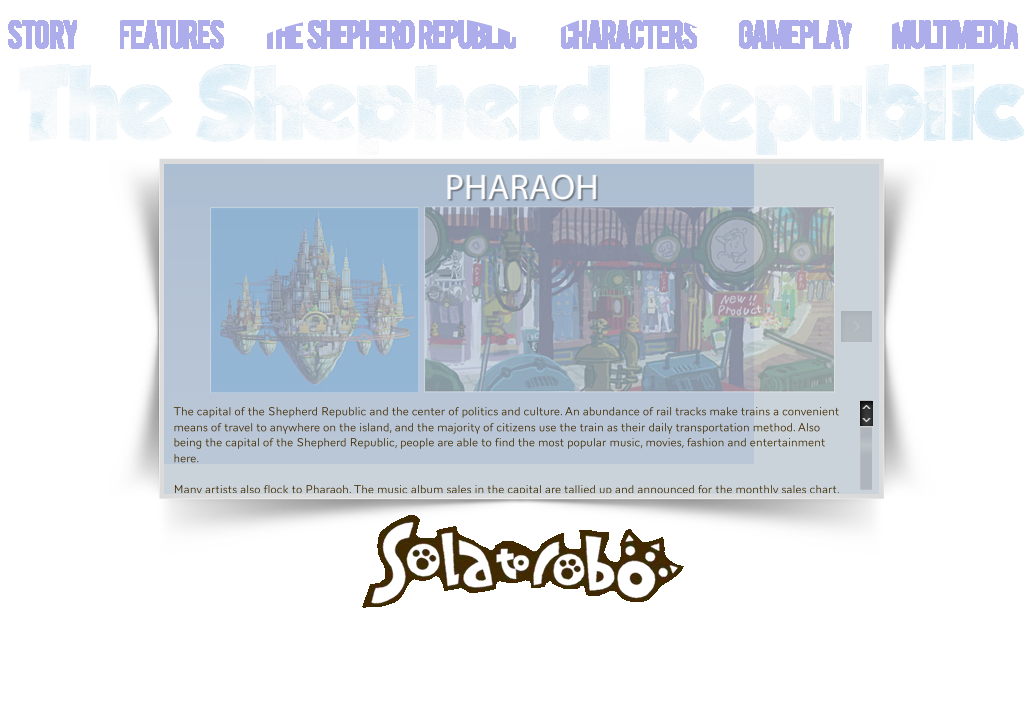 STORY FEATURES THE SHEPHERD REPUBLIC CHARACTERS GAMEPLAY MULTIMEDIA
The Shepherd Republic
PHARAOH
New!!
Product
The capital of the Shepherd Republic and the center of politics and culture. An abundance of rail tracks make trains a convenient
means of travel to anywhere on the island, and the majority of citizens use the train as their daily transportation method. Also
being the capital of the Shepherd Republic, people are able to find the most popular music, movies, fashion and entertainment
here.
Many artists also flock to Pharaoh. The music album sales in the capital are tallied up and announced for the monthly sales chart.
Solatorobo